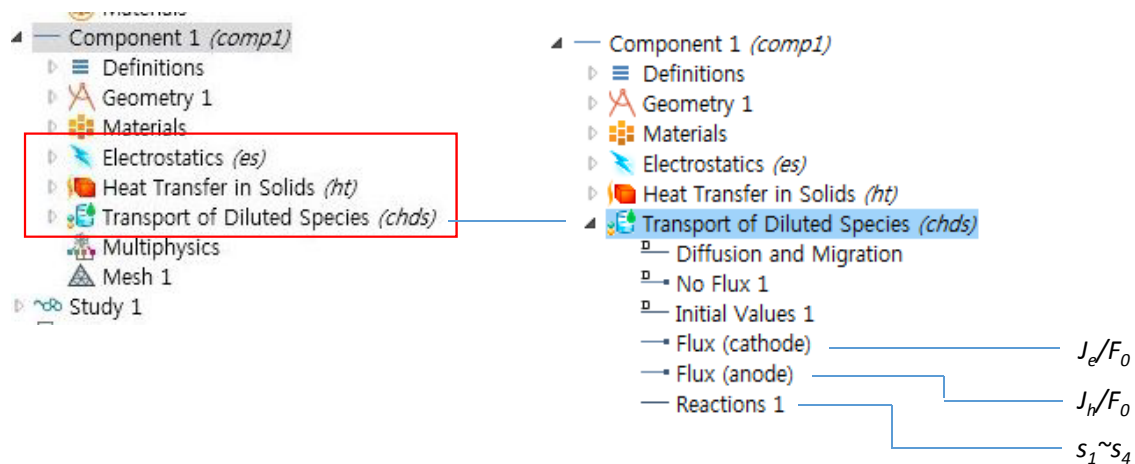 Materials
Component 1 (comp1)
Definitions
Geometry 1
Materials
Electrostatics (es)
Heat Transfer in Solids (ht)
Transport of Diluted Species (chds)
Multiphysics
Mesh 1
Study 1
Component 1 (comp1)
Definitions
Geometry 1
Materials
Electrostatics (es)
Heat Transfer in Solids (ht)
Transport of Diluted Species (chds)
Diffusion and Migration
No Flux 1
Initial Values 1
Flux (cathode)
Flux (anode)
Reactions 1
Je/F0
Jh/F0
s1~s4